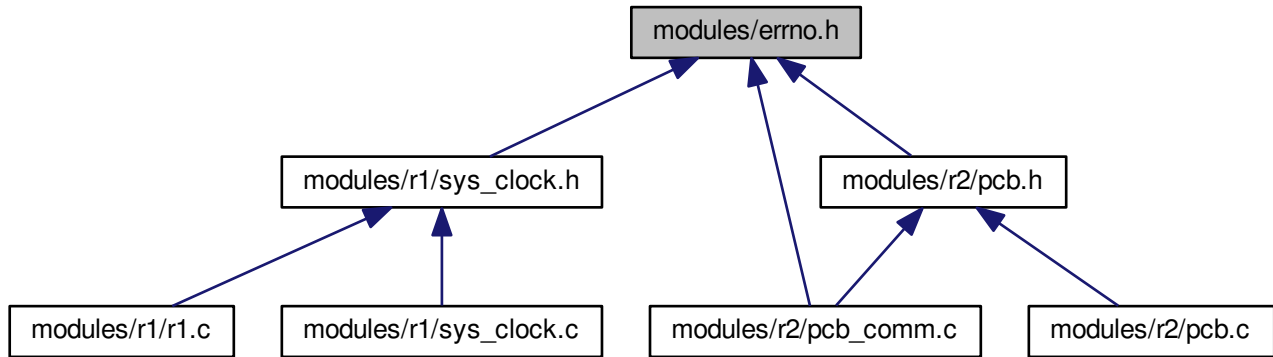 modules/errno.h
modules/r1/sys_clock.h
modules/r2/pcb.h
modules/r1/r1.c
modules/r1/sys_clock.c
modules/r2/pcb_comm.c
modules/r2/pcb.c